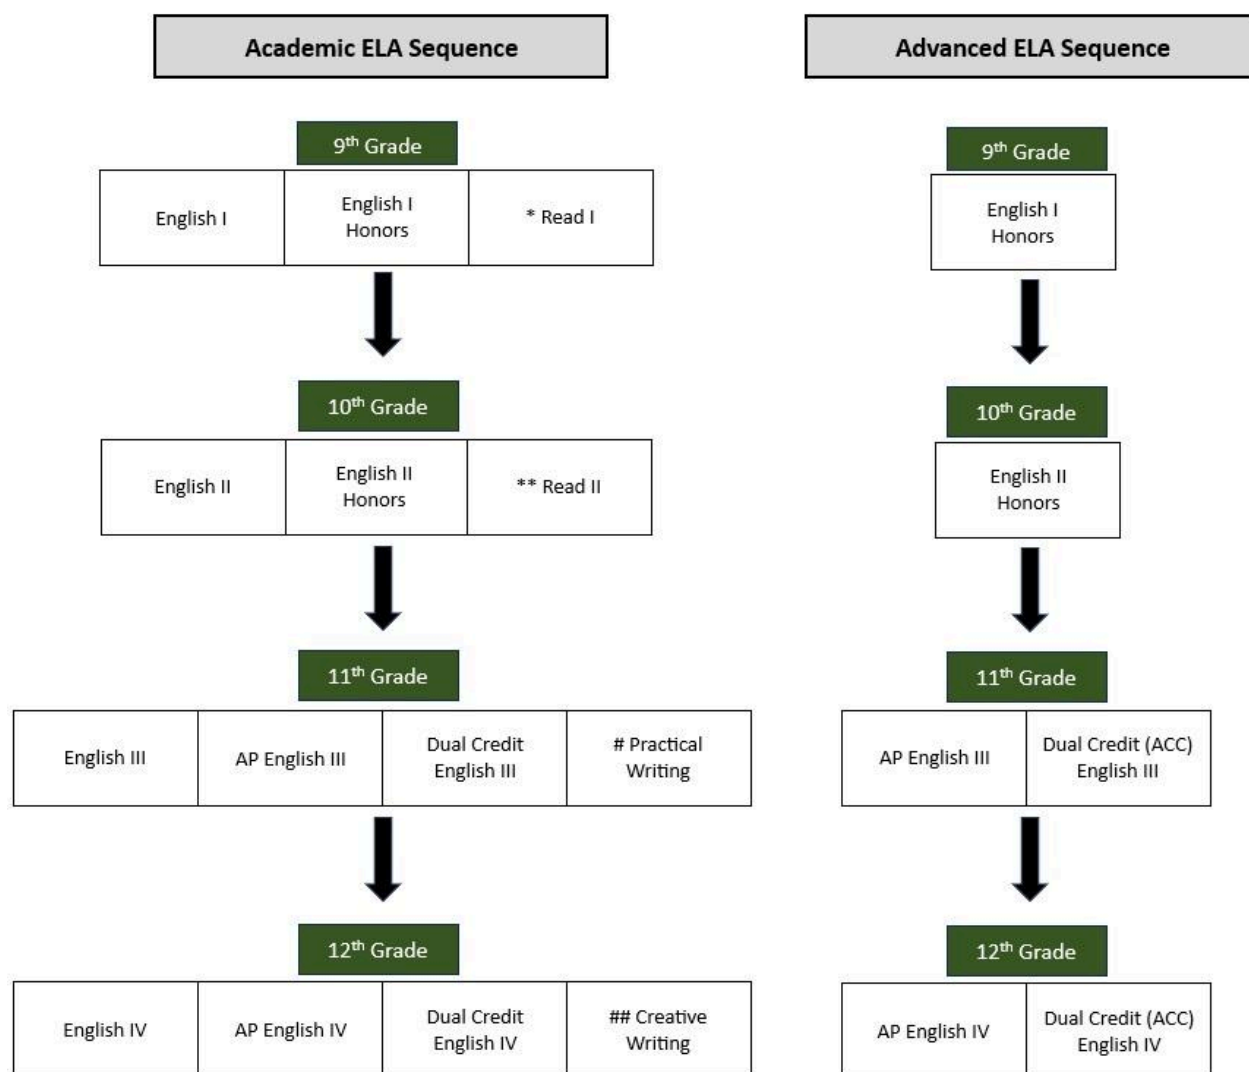 Academic ELA Sequence
9th Grade
English I
English I
Honors
* Read I
10th Grade
English II
English II
Honors
** Read II
11th Grade
English III
AP English III
Dual Credit
English III
# Practical
Writing
12th Grade
English IV
AP English IV
Dual Credit
English IV
## Creative
Writing
Advanced ELA Sequence
9th Grade
English I
Honors
10th Grade
English II
Honors
11th Grade
AP English III
Dual Credit (ACC)
English III
12th Grade
AP English IV
Dual Credit (ACC)
English IV